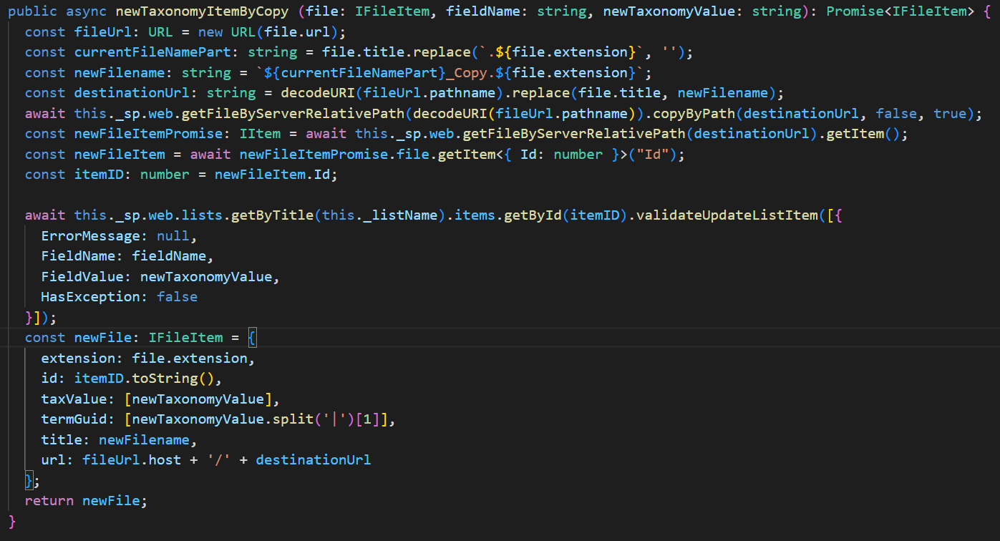 public async newTaxonomyItemByCopy (file: IFileItem, fieldName: string, newTaxonomyValue: string): Promise<IFileItem> {
  const fileUrl: URL = new URL(file.url);
  const currentFileNamePart: string = file.title.replace(`.${file.extension}`, '');
  const newFilename: string = `${currentFileNamePart}_Copy.${file.extension}`;
  const destinationUrl: string = decodeURI(fileUrl.pathname).replace(file.title, newFilename);
  await this._sp.web.getFileByServerRelativePath(decodeURI(fileUrl.pathname)).copyByPath(destinationUrl, false, true);
  const newFileItemPromise: IItem = await this._sp.web.getFileByServerRelativePath(destinationUrl).getItem();
  const newFileItem = await newFileItemPromise.file.getItem<{ Id: number }>("Id");
  const itemID: number = newFileItem.Id;

  await this._sp.web.lists.getByTitle(this._listName).items.getById(itemID).validateUpdateListItem([{
    ErrorMessage: null,
    FieldName: fieldName,
    FieldValue: newTaxonomyValue,
    HasException: false
  }]);
  const newFile: IFileItem = {
    extension: file.extension,
    id: itemID.toString(),
    taxValue: [newTaxonomyValue],
    termGuid: [newTaxonomyValue.split('|')[1]],
    title: newFilename,
    url: fileUrl.host + '/' + destinationUrl
  };
  return newFile;
}